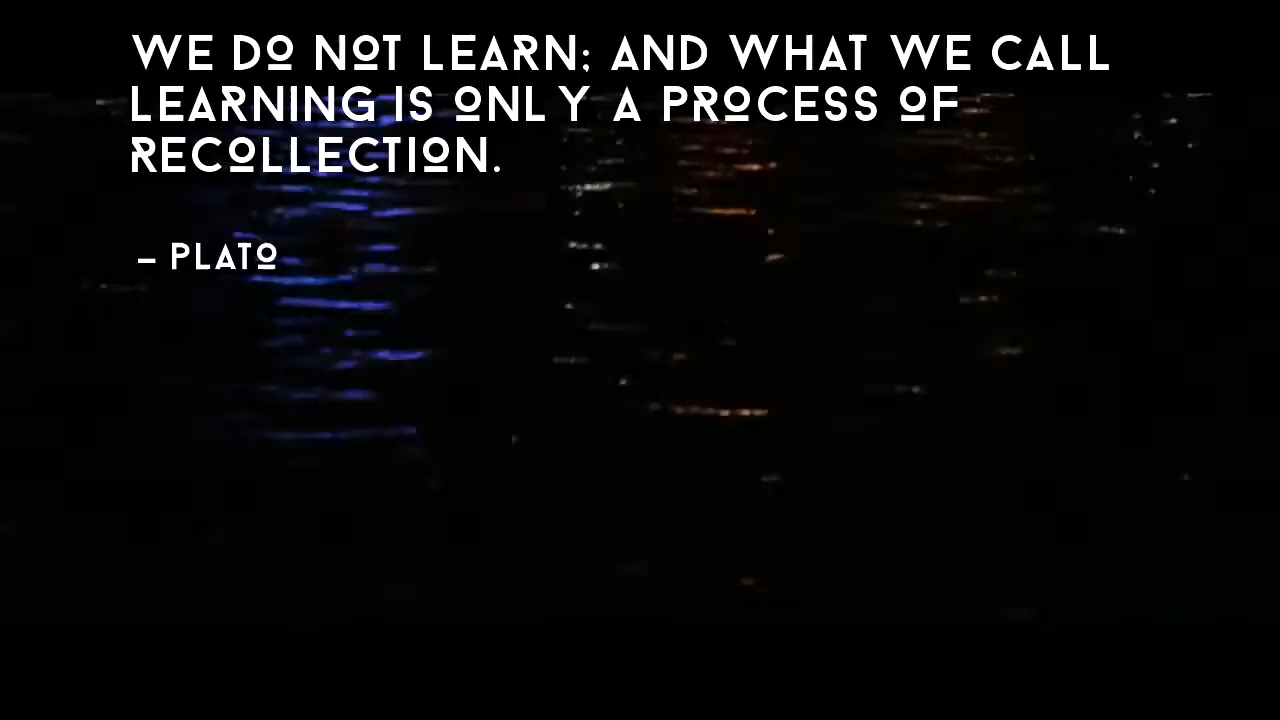 WE DO NOT LEARN; AND WHAT WE CALL
LEARNING IS ONLY A PROCESS OF
RECOLLECTION.
– PLATO